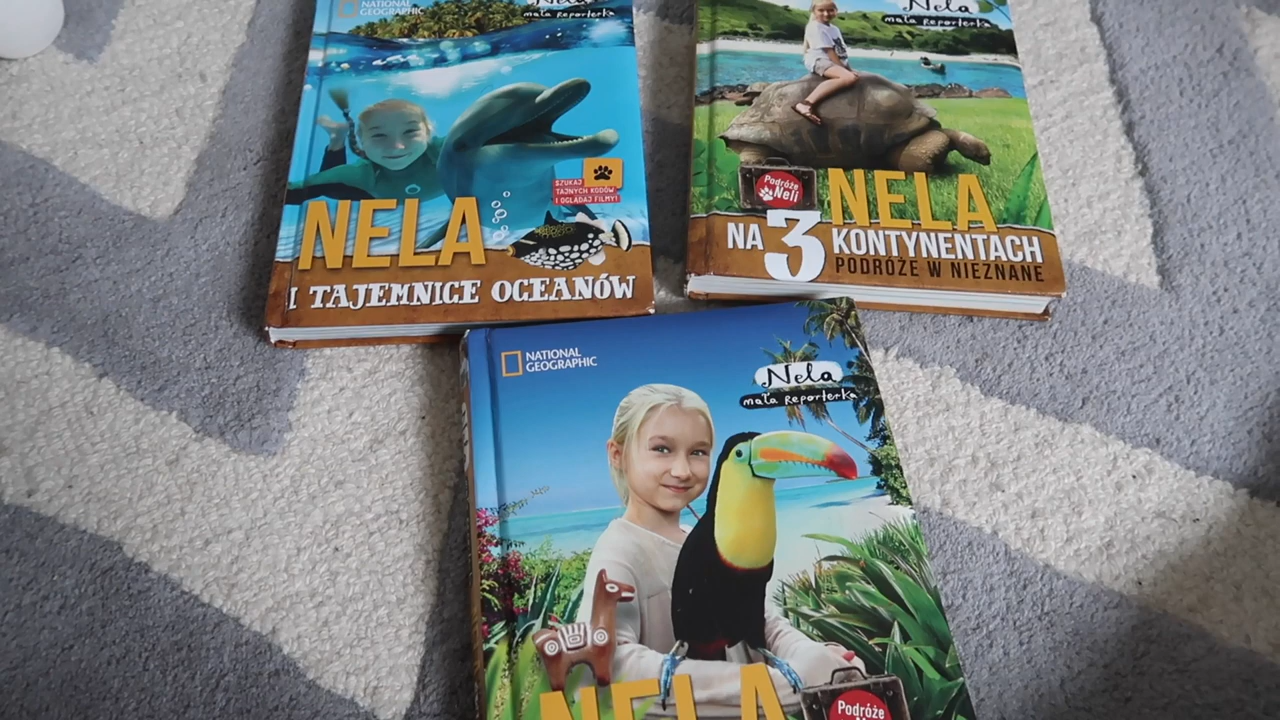 NATIONAL
GEOGRAPHIC
Nela
mała Reporterka
SZUKAJ
TAJNYCH KODÓW
I OGLĄDAJ FILMY!
NELA
I TAJEMNICE OCEANÓW
Nela
mała Reporterka
Podróże
Neli
NELA
NA 3 KONTYNENTACH
PODRÓŻE W NIEZNANE
NATIONAL
GEOGRAPHIC
Nela
mała Reporterka
NELA
Podróże